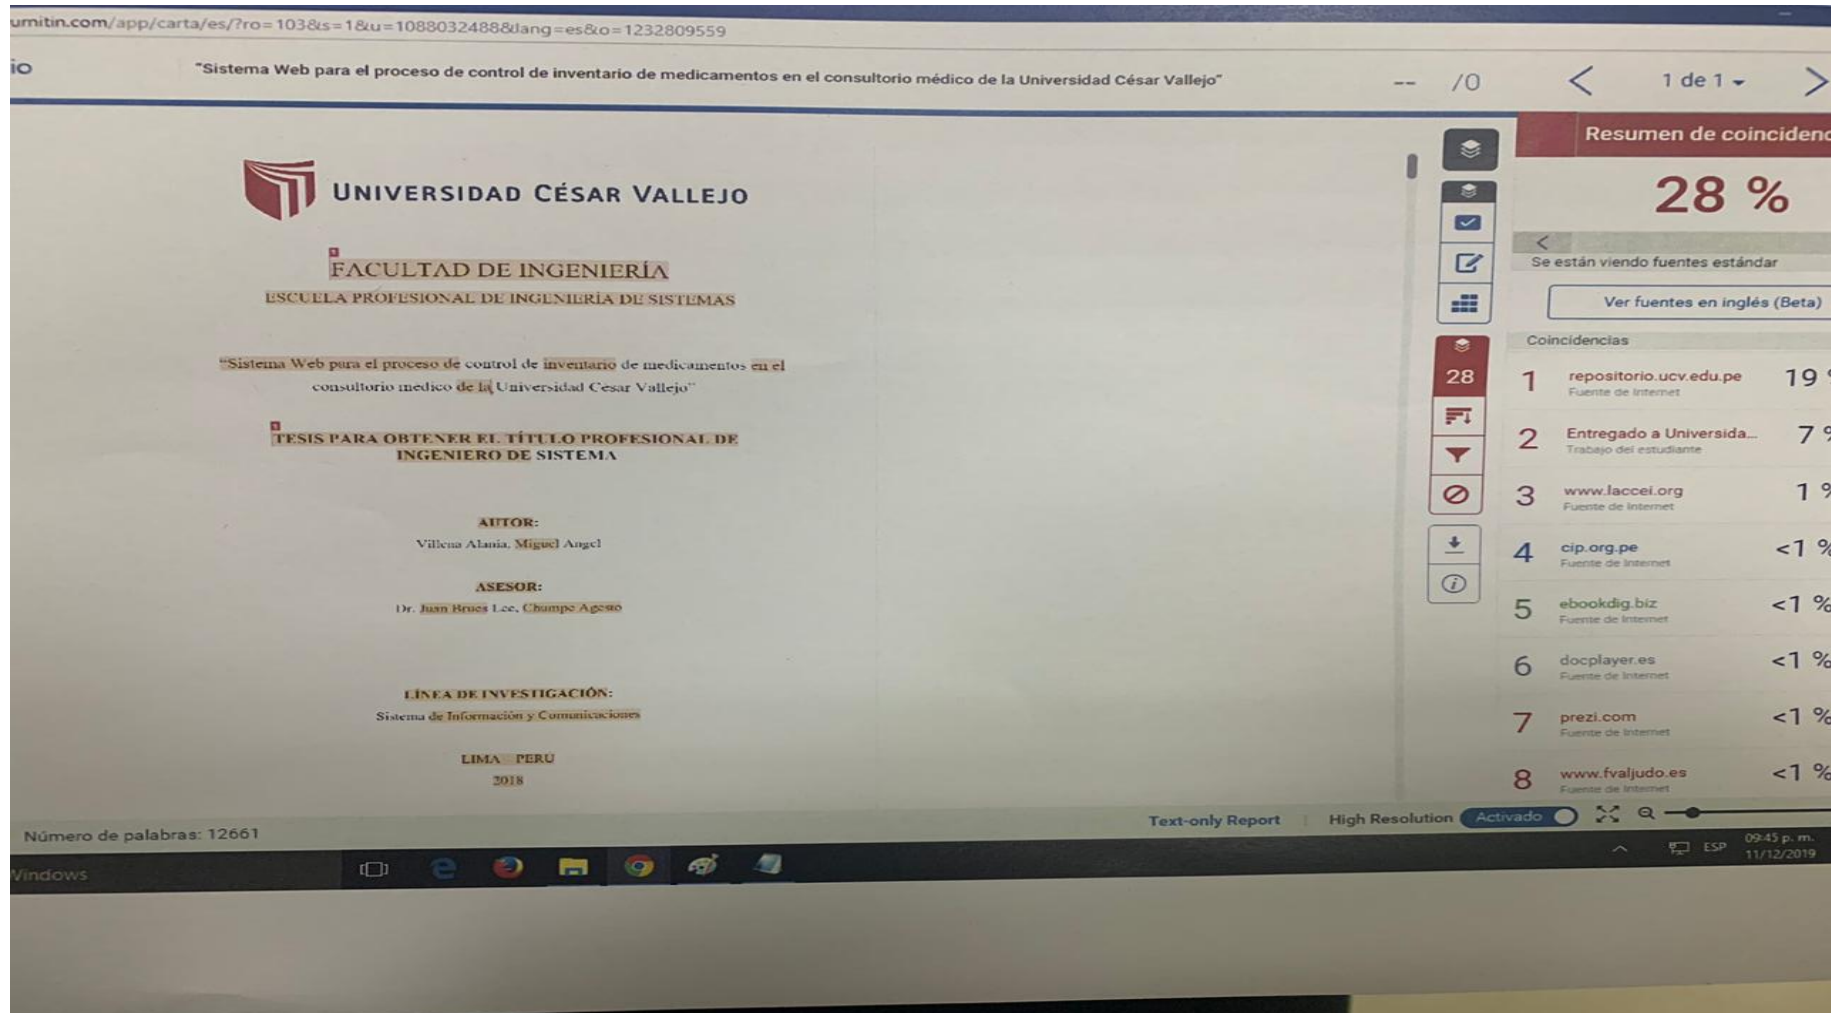 urnitin.com/app/carta/es/?ro=103&s=1&u=1088032488&lang=es&o=1232809559
io
"Sistema Web para el proceso de control de inventario de medicamentos en el consultorio médico de la Universidad César Vallejo"
-- /0
1 de 1
UNIVERSIDAD CÉSAR VALLEJO
1
FACULTAD DE INGENIERÍA
ESCUELA PROFESIONAL DE INGENIERÍA DE SISTEMAS
"Sistema Web para el proceso de control de inventario de medicamentos en el
consultorio médico de la Universidad César Vallejo"
1
TESIS PARA OBTENER EL TÍTULO PROFESIONAL DE
INGENIERO DE SISTEMA
AUTOR:
Villena Alania, Miguel Angel
ASESOR:
Dr. Juan Brues Lee, Chumpe Agesto
LÍNEA DE INVESTIGACIÓN:
Sistema de Información y Comunicaciones
LIMA PERÚ
2018
28
Resumen de coincidenc
28 %
Se están viendo fuentes estándar
Ver fuentes en inglés (Beta)
Coincidencias
1 repositorio.ucv.edu.pe 19 %
Fuente de Internet
2 Entregado a Universida... 7 %
Trabajo del estudiante
3 www.laccei.org 1 %
Fuente de Internet
4 cip.org.pe <1 %
Fuente de Internet
5 ebookdig.biz <1 %
Fuente de Internet
6 docplayer.es <1 %
Fuente de Internet
7 prezi.com <1 %
Fuente de Internet
8 www.fvaljudo.es <1 %
Fuente de Internet
Número de palabras: 12661
Text-only Report
High Resolution Activado
Windows
ESP
09:45 p. m.
11/12/2019